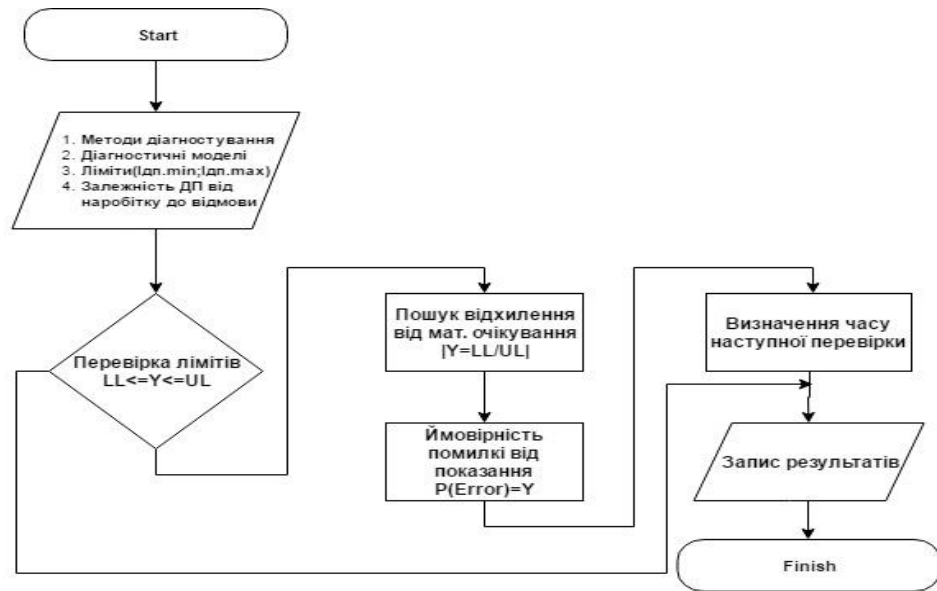 Start
1. Методи діагностування
2. Діагностичні моделі
3. Ліміти(Ідп.min;Ідп.max)
4. Залежність ДП від
наробітку до відмови
Перевірка лімітів
LL<=Y<=UL
Пошук відхилення
від мат. очікування
|Y=LL/UL|
Ймовірність
помилкі від
показання
P(Error)=Y
Визначення часу
наступної перевірки
Запис результатів
Finish